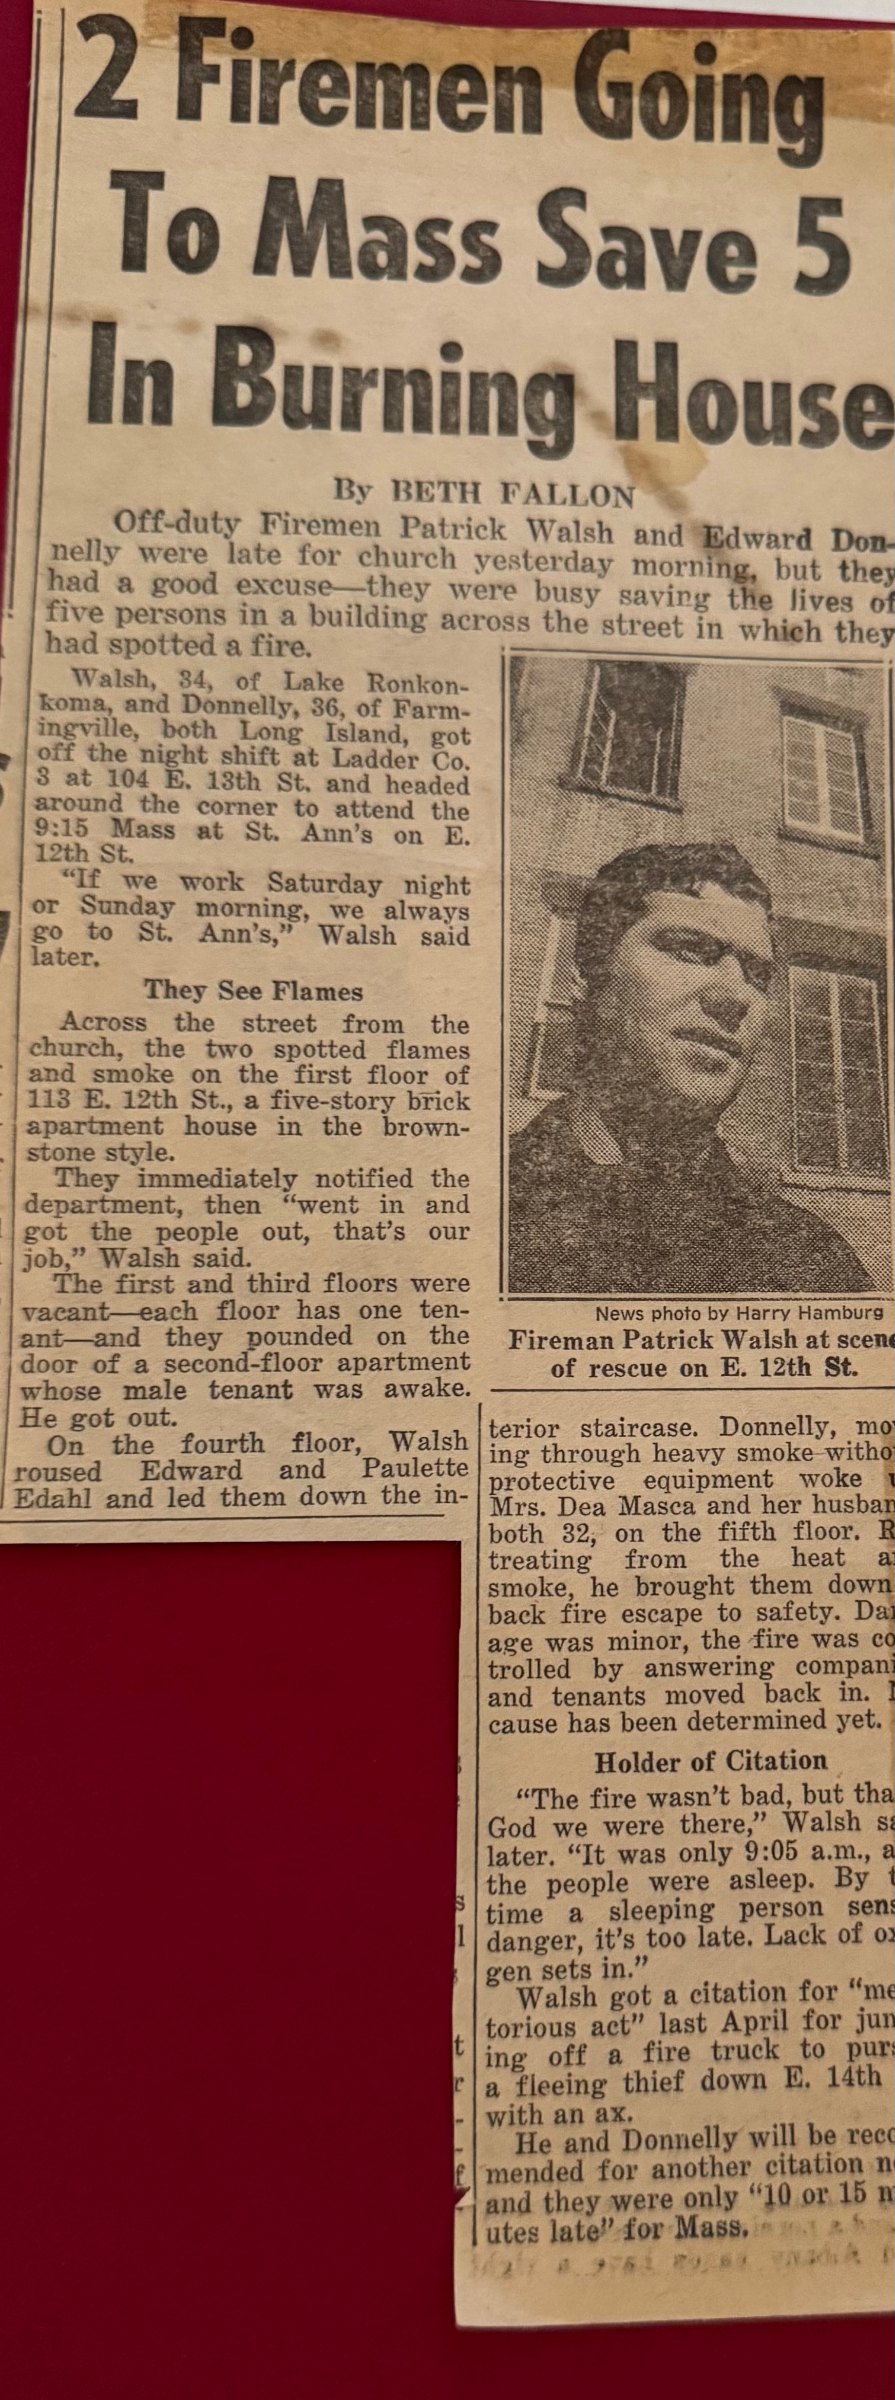 2 Firemen Going
To Mass Save 5
In Burning House
By BETH FALLON
Off-duty Firemen Patrick Walsh and Edward Don-
nelly were late for church yesterday morning, but they
had a good excuse—they were busy saving the lives of
five persons in a building across the street in which they
had spotted a fire.
Walsh, 34, of Lake Ronkon-
koma, and Donnelly, 36, of Farm-
ingville, both Long Island, got
off the night shift at Ladder Co.
3 at 104 E. 13th St. and headed
around the corner to attend the
9:15 Mass at St. Ann's on E.
12th St.
"If we work Saturday night
or Sunday morning, we always
go to St. Ann's," Walsh said
later.
They See Flames
Across the street from the
church, the two spotted flames
and smoke on the first floor of
113 E. 12th St., a five-story brick
apartment house in the brown-
stone style.
They immediately notified the
department, then "went in and
got the people out, that's our
job," Walsh said.
The first and third floors were
vacant—each floor has one ten-
ant—and they pounded on the
door of a second-floor apartment
whose male tenant was awake.
He got out.
On the fourth floor, Walsh
roused Edward and Paulette
Edahl and led them down the in-
News photo by Harry Hamburg
Fireman Patrick Walsh at scene
of rescue on E. 12th St.
terior staircase. Donnelly, mo
ing through heavy smoke witho
protective equipment woke
Mrs. Dea Masca and her husban
both 32, on the fifth floor. R
treating from the heat a
smoke, he brought them down
back fire escape to safety. Da
age was minor, the fire was co
trolled by answering compani
and tenants moved back in.
cause has been determined yet.
Holder of Citation
"The fire wasn't bad, but tha
God we were there," Walsh sa
later. "It was only 9:05 a.m., a
the people were asleep. By t
time a sleeping person sens
danger, it's too late. Lack of ox
gen sets in."
Walsh got a citation for "me
torious act" last April for jum
ing off a fire truck to purs
a fleeing thief down E. 14th
with an ax.
He and Donnelly will be reco
mended for another citation n
and they were only "10 or 15 m
utes late" for Mass.